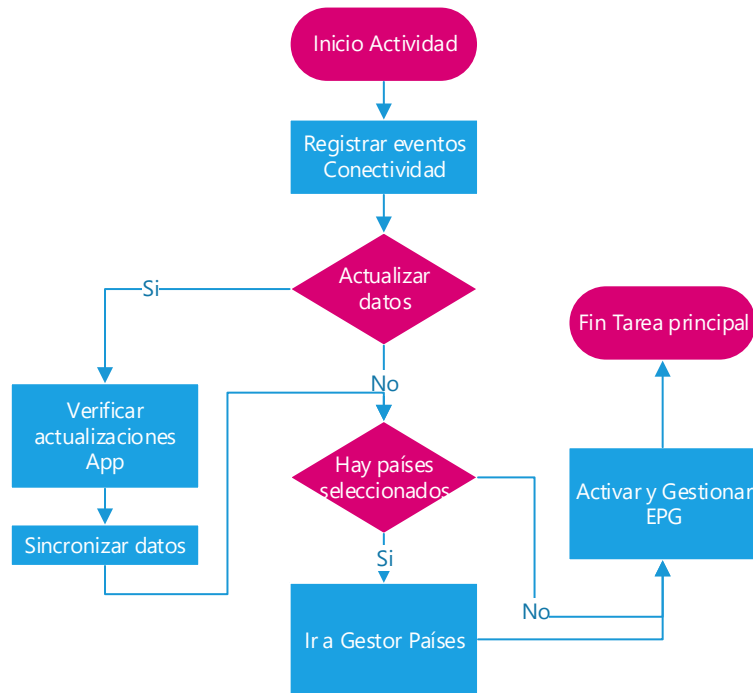 Inicio Actividad
Registrar eventos
Conectividad
Actualizar
datos
Si
No
Verificar
actualizaciones
App
Sincronizar datos
Hay países
seleccionados
Si
No
Ir a Gestor Países
Activar y Gestionar
EPG
Fin Tarea principal